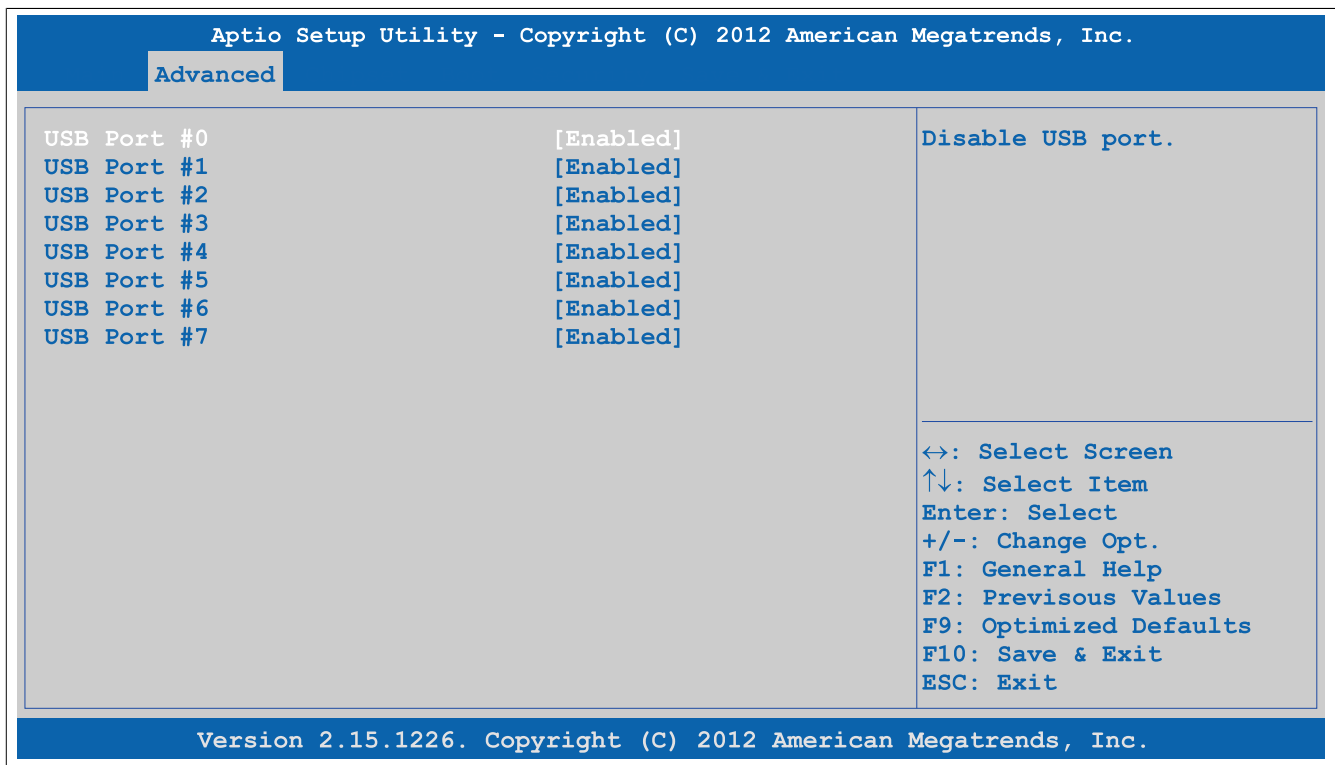 Aptio Setup Utility - Copyright (C) 2012 American Megatrends, Inc.
Advanced
USB Port #0 [Enabled]
USB Port #1 [Enabled]
USB Port #2 [Enabled]
USB Port #3 [Enabled]
USB Port #4 [Enabled]
USB Port #5 [Enabled]
USB Port #6 [Enabled]
USB Port #7 [Enabled]
Disable USB port.
↔: Select Screen
↑↓: Select Item
Enter: Select
+/-: Change Opt.
F1: General Help
F2: Previsous Values
F9: Optimized Defaults
F10: Save & Exit
ESC: Exit
Version 2.15.1226. Copyright (C) 2012 American Megatrends, Inc.